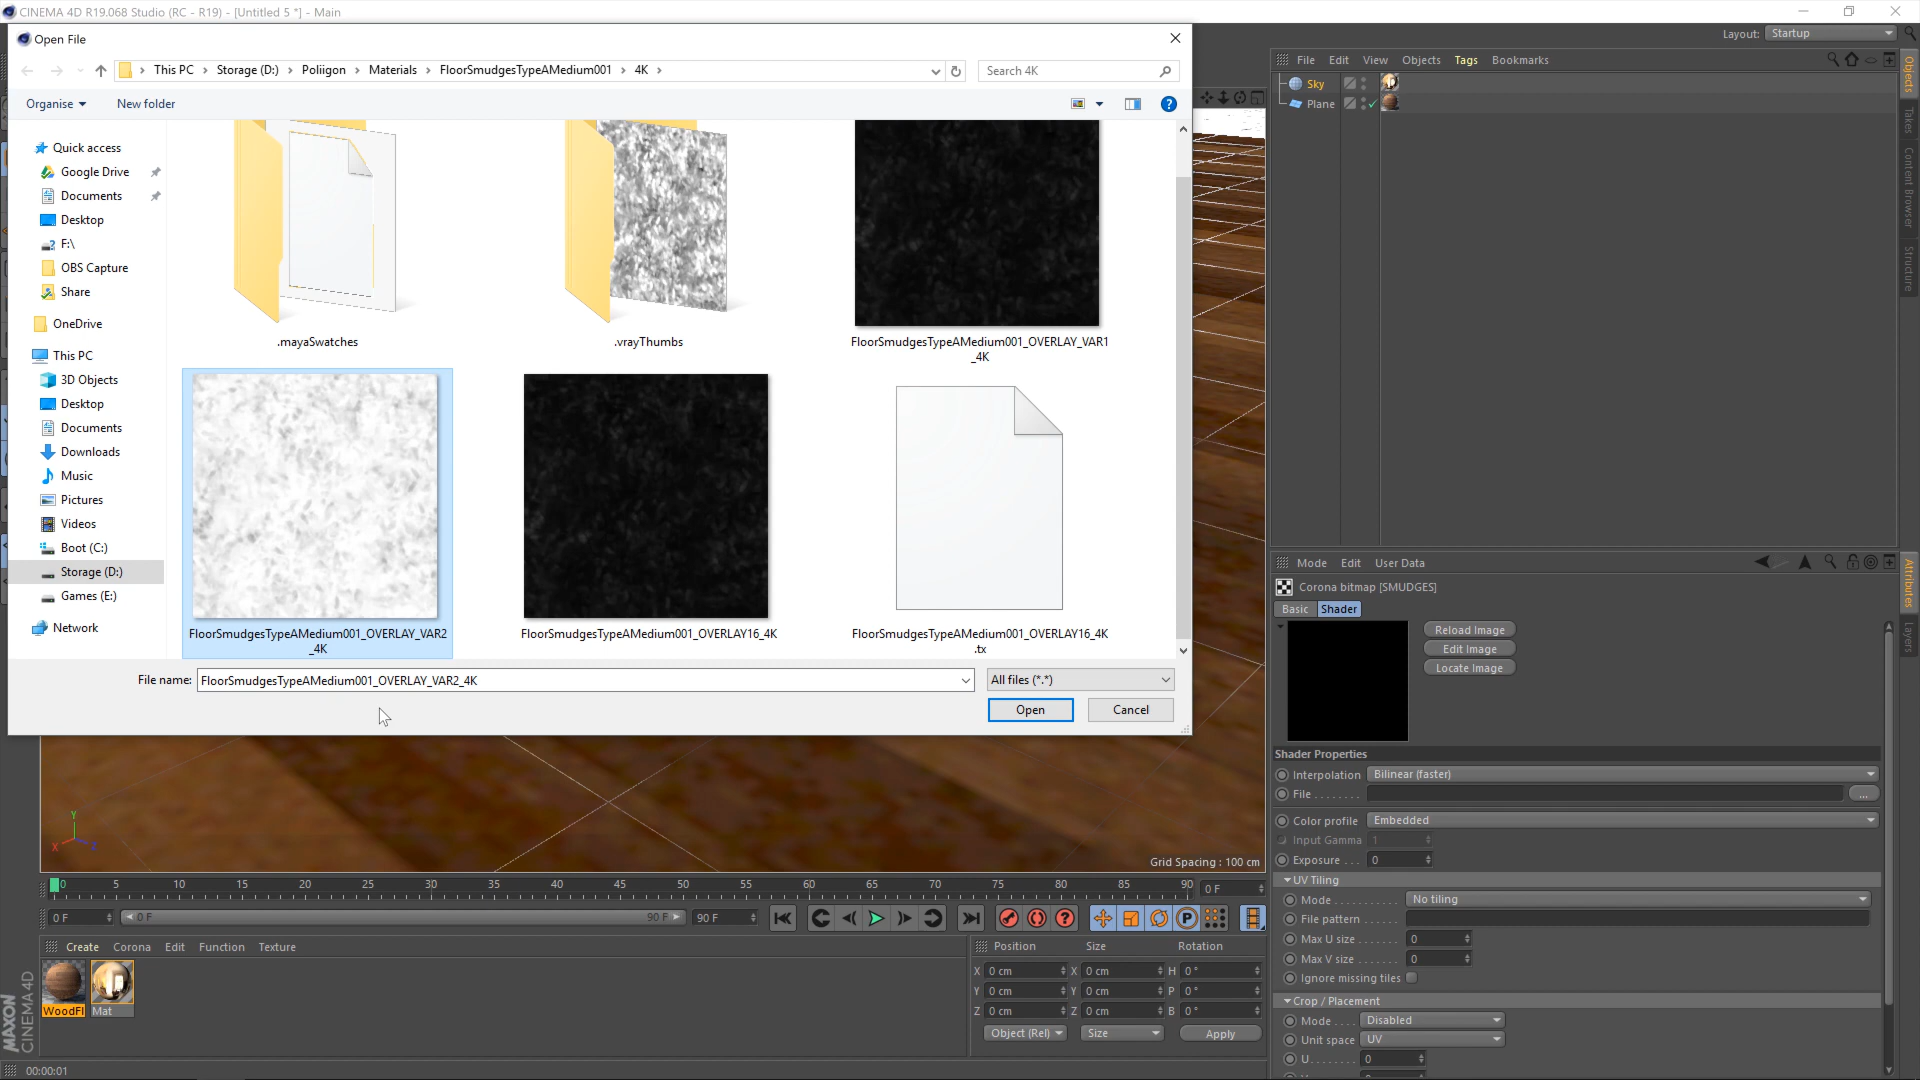 CINEMA 4D R19.068 Studio (RC - R19) - [Untitled 5 *] - Main
Open File
Layout: Startup
This PC > Storage (D:) > Poliigon > Materials > FloorSmudgesTypeAMedium001 > 4K >
Search 4K
File Edit View Objects Tags Bookmarks
Organise
New folder
Sky
Plane
Quick access
Google Drive
Documents
Desktop
F:\
OBS Capture
Share
OneDrive
This PC
3D Objects
Desktop
Documents
Downloads
Music
Pictures
Videos
Boot (C:)
Storage (D:)
Games (E:)
Network
.mayaSwatches
.vrayThumbs
FloorSmudgesTypeAMedium001_OVERLAY_VAR1
_4K
FloorSmudgesTypeAMedium001_OVERLAY_VAR2
_4K
FloorSmudgesTypeAMedium001_OVERLAY16_4K
FloorSmudgesTypeAMedium001_OVERLAY16_4K
.tx
File name: FloorSmudgesTypeAMedium001_OVERLAY_VAR2_4K
All files (*.*)
Open
Cancel
Objects
Takes
Content Browser
Structure
Mode Edit User Data
Corona bitmap [SMUDGES]
Basic Shader
Reload Image
Edit Image
Locate Image
Attributes
Layers
Shader Properties
Interpolation Bilinear (faster)
File . . . . . . . . ...
Color profile Embedded
Input Gamma 1
Exposure . . . 0
UV Tiling
Mode . . . . . . . . . . No tiling
File pattern . . . . . .
Max U size . . . . . . . 0
Max V size . . . . . . . 0
Ignore missing tiles
Crop / Placement
Mode . . . . Disabled
Unit space UV
U . . . . . . . . 0
Y
X
Z
Grid Spacing : 100 cm
0 5 10 15 20 25 30 35 40 45 50 55 60 65 70 75 80 85 90
0 F
0 F
0 F
90 F
90 F
Create Corona Edit Function Texture
WoodFl
Mat
Position Size Rotation
X 0 cm X 0 cm H 0 °
Y 0 cm Y 0 cm P 0 °
Z 0 cm Z 0 cm B 0 °
Object (Rel) Size Apply
MAXON
CINEMA 4D
00:00:01